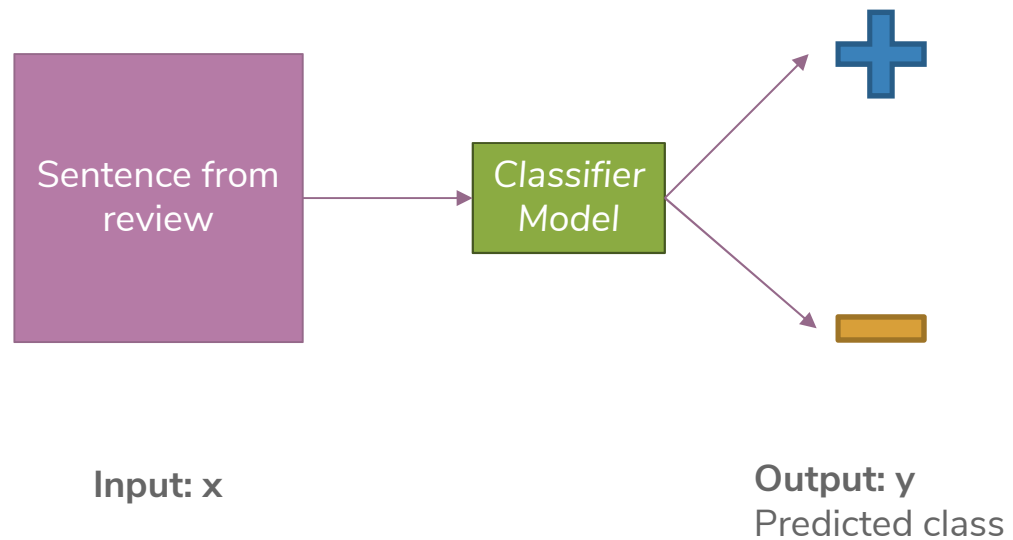 Sentence from
review
Classifier
Model
Input: x
Output: y
Predicted class